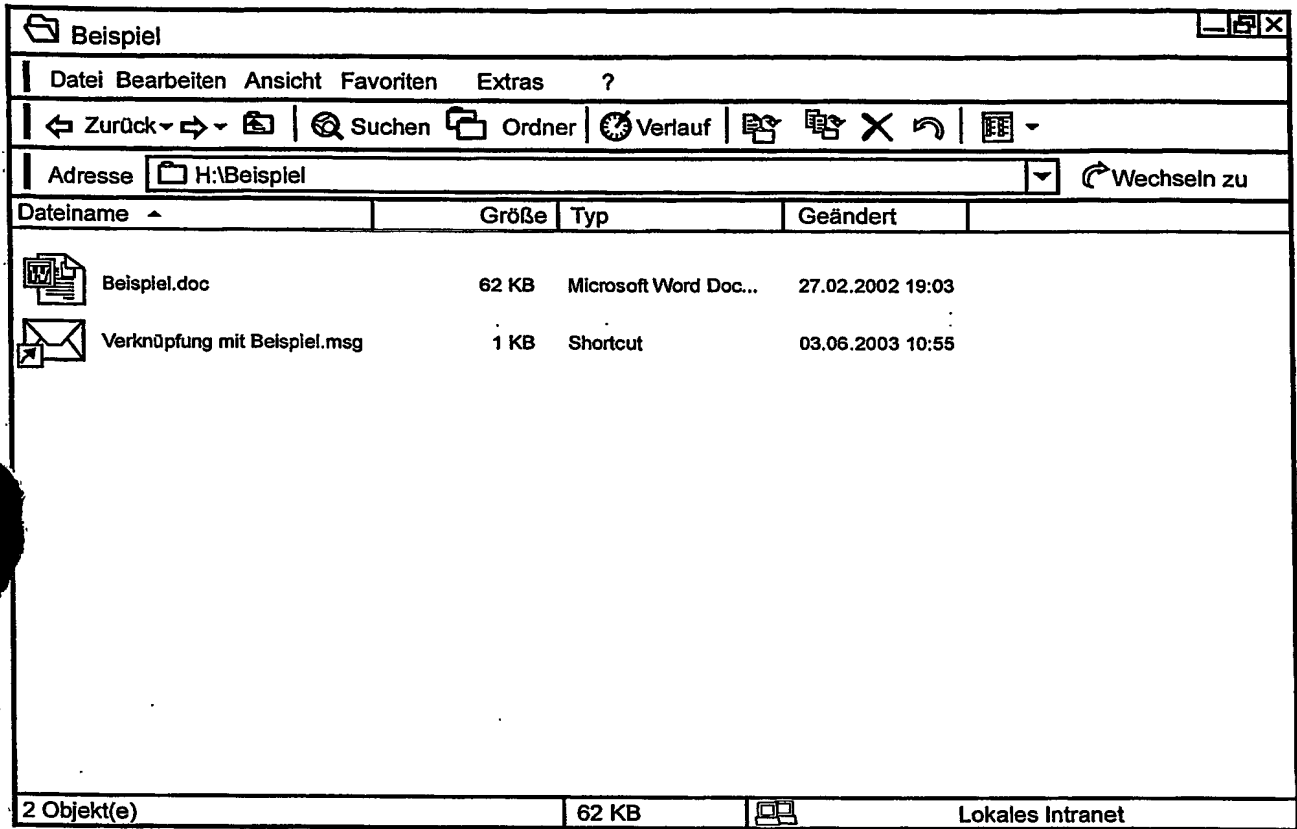 Beispiel
Datei Bearbeiten Ansicht Favoriten Extras ?
Zurück Suchen Ordner Verlauf
Adresse H:\Beispiel Wechseln zu
Dateiname Größe Typ Geändert
W Beispiel.doc 62 KB Microsoft Word Doc... 27.02.2002 19:03
Verknüpfung mit Beispiel.msg 1 KB Shortcut 03.06.2003 10:55
2 Objekt(e) 62 KB Lokales Intranet